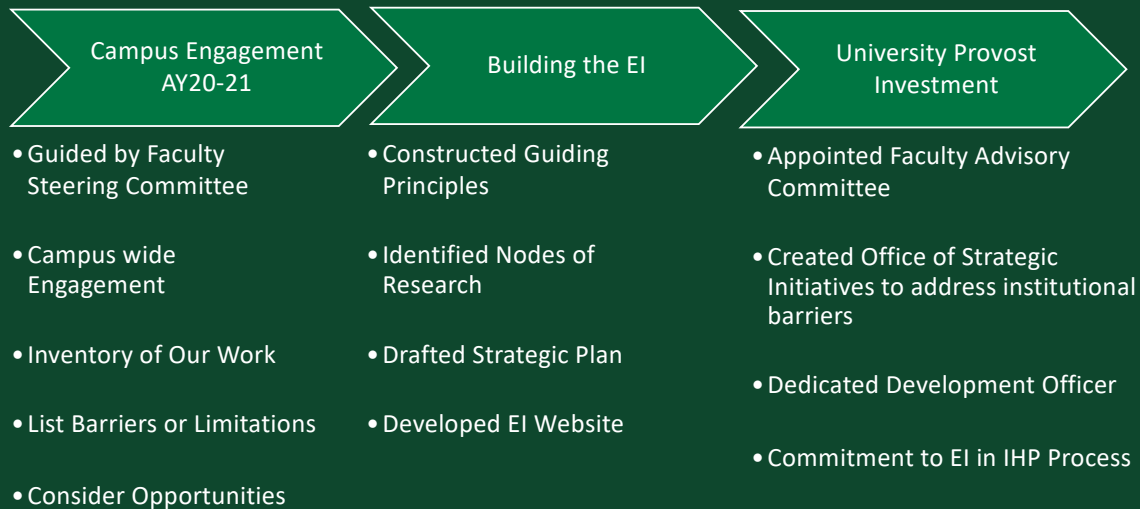 Campus Engagement
AY20-21
• Guided by Faculty
Steering Committee
• Campus wide
Engagement
• Inventory of Our Work
• List Barriers or Limitations
• Consider Opportunities
Building the EI
• Constructed Guiding
Principles
• Identified Nodes of
Research
• Drafted Strategic Plan
• Developed EI Website
University Provost
Investment
• Appointed Faculty Advisory
Committee
• Created Office of Strategic
Initiatives to address institutional
barriers
• Dedicated Development Officer
• Commitment to EI in IHP Process